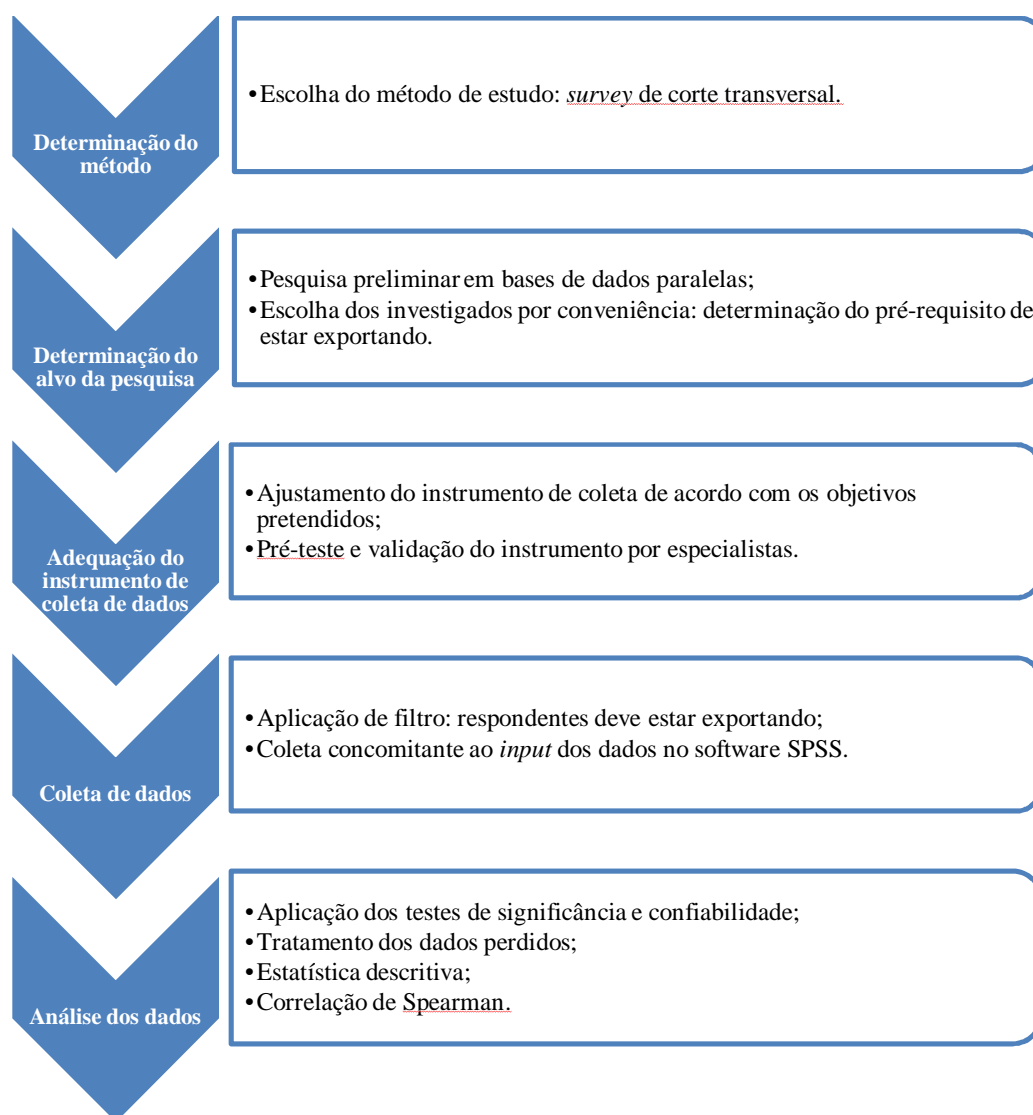 Determinação do
método
•Escolha do método de estudo: survey de corte transversal.
Determinação do
alvo da pesquisa
•Pesquisa preliminar em bases de dados paralelas;
•Escolha dos investigados por conveniência: determinação do pré-requisito de
estar exportando.
Adequação do
instrumento de
coleta de dados
•Ajustamento do instrumento de coleta de acordo com os objetivos
pretendidos;
•Pré-teste e validação do instrumento por especialistas.
Coleta de dados
•Aplicação de filtro: respondentes deve estar exportando;
•Coleta concomitante ao input dos dados no software SPSS.
Análise dos dados
•Aplicação dos testes de significância e confiabilidade;
•Tratamento dos dados perdidos;
•Estatística descritiva;
•Correlação de Spearman.